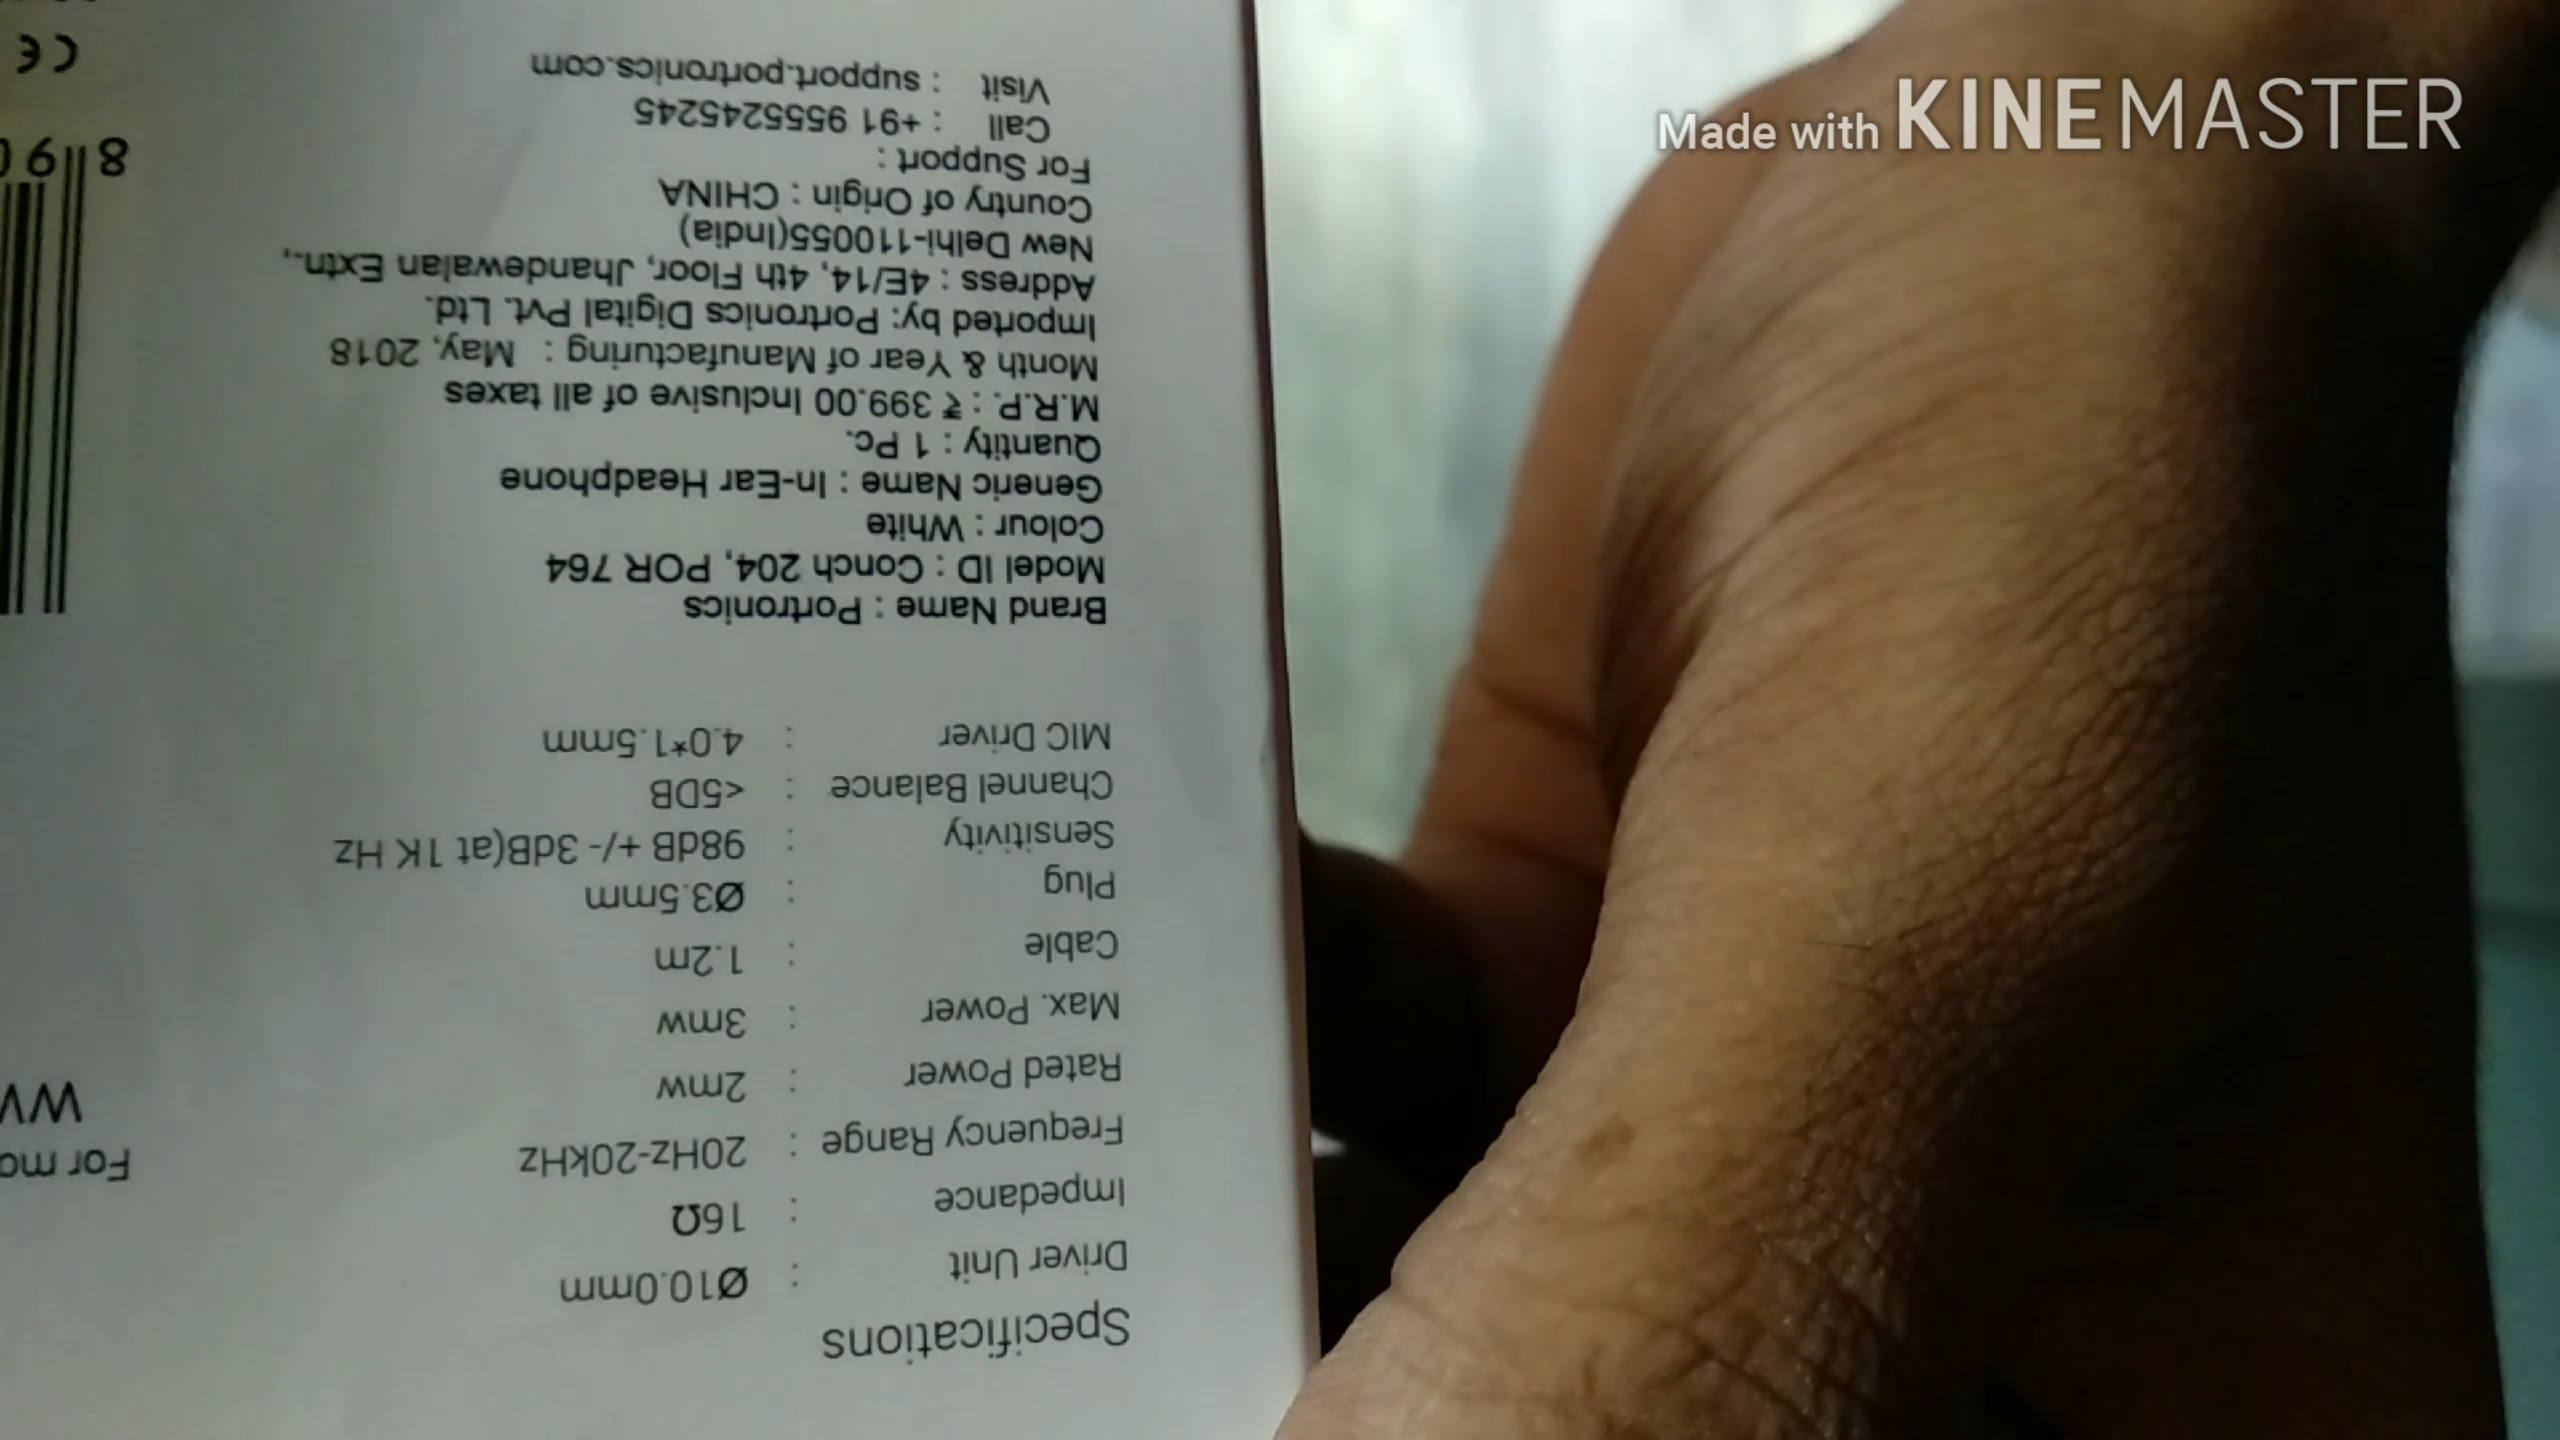 Made with KINEMASTER
Specifications
Driver Unit : Ø10.0mm
Impedance : 16Ω
Frequency Range : 20Hz-20kHz
Rated Power : 2mw
Max. Power : 3mw
Cable : 1.2m
Plug : Ø3.5mm
Sensitivity : 98dB +/- 3dB(at 1K Hz
Channel Balance : <5DB
MIC Driver : 4.0*1.5mm
Brand Name : Portronics
Model ID : Conch 204, POR 764
Colour : White
Generic Name : In-Ear Headphone
Quantity : 1 Pc.
M.R.P. : ₹ 399.00 Inclusive of all taxes
Month & Year of Manufacturing : May, 2018
Imported by: Portronics Digital Pvt. Ltd.
Address : 4E/14, 4th Floor, Jhandewalan Extn.,
New Delhi-110055(India)
Country of Origin : CHINA
For Support :
Call : +91 9555245245
Visit : support.portronics.com
For
8 9
CE